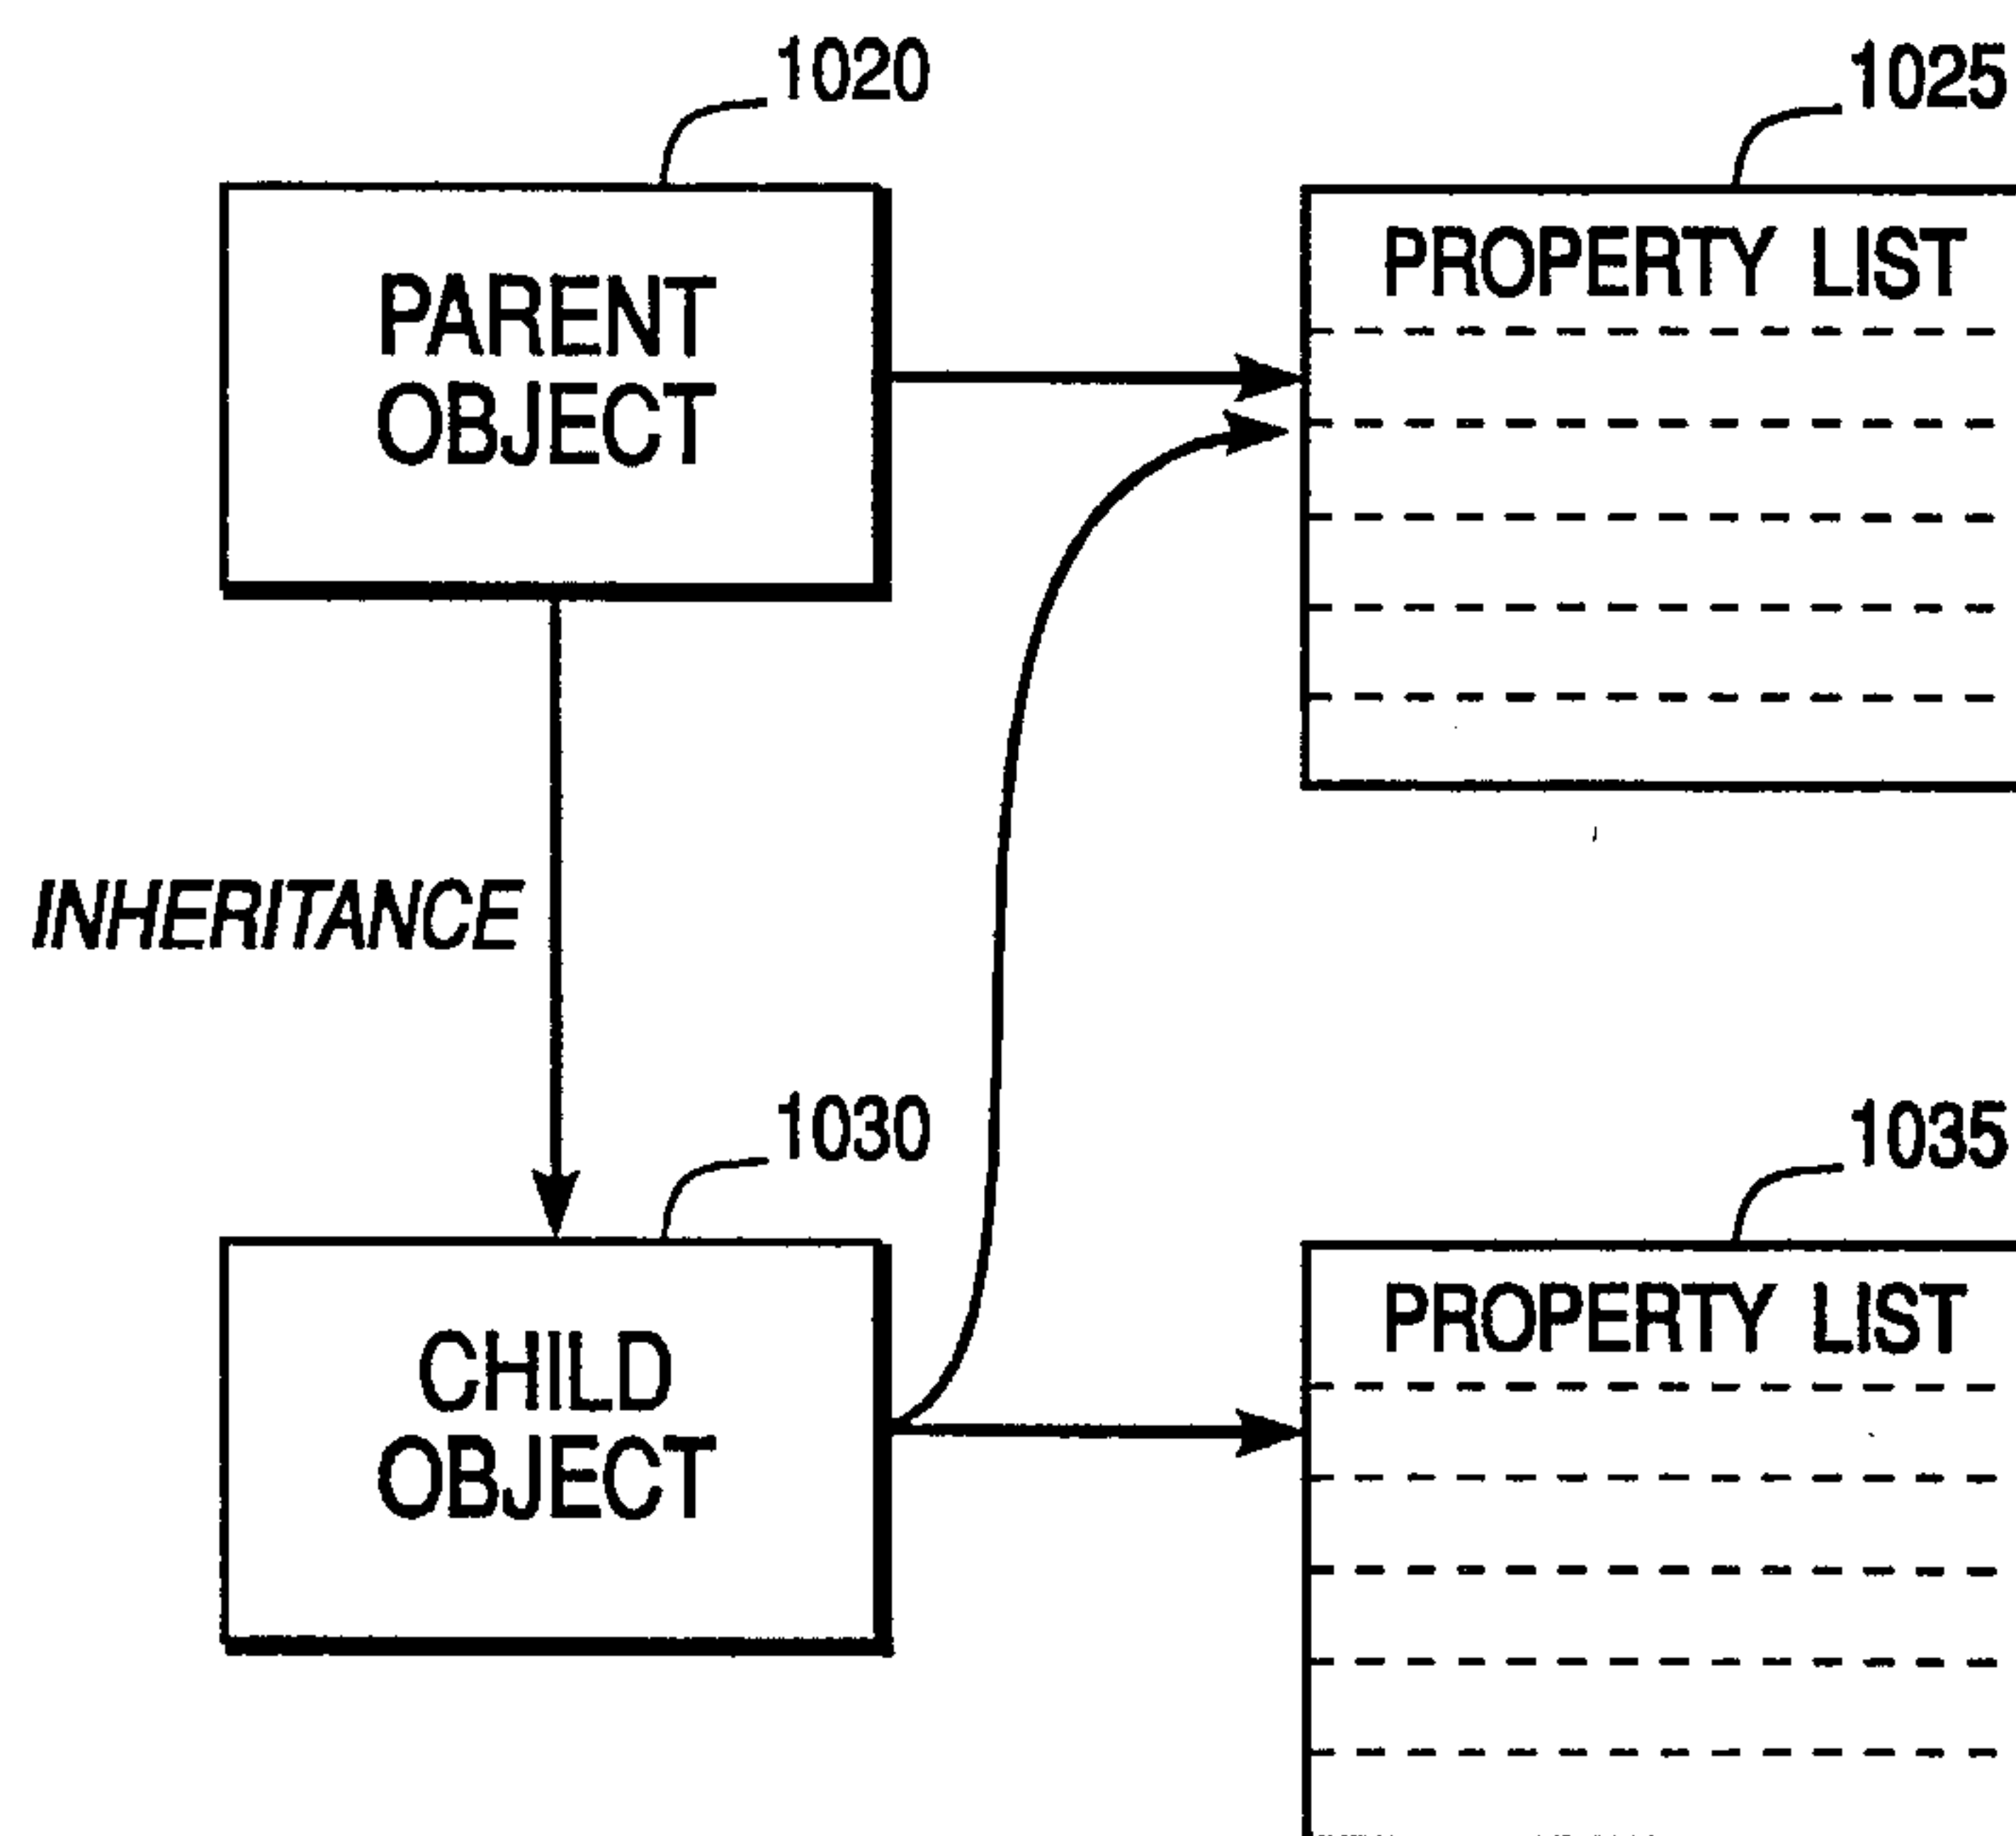 1020
1025
PARENT
OBJECT
PROPERTY LIST
INHERITANCE
1030
1035
CHILD
OBJECT
PROPERTY LIST